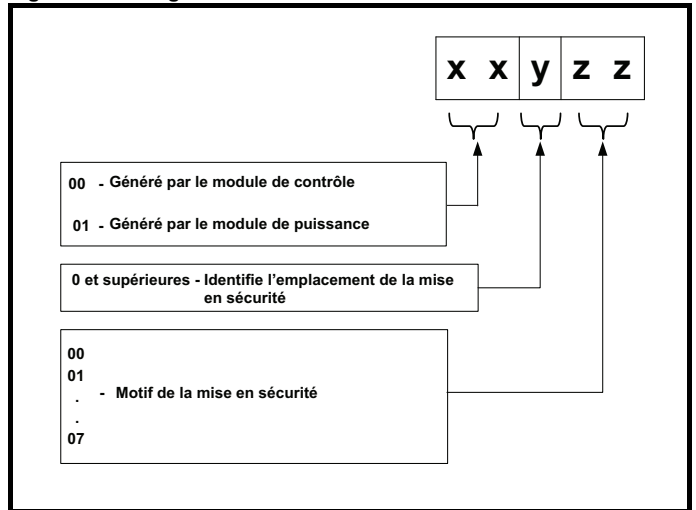 x x y z z
00 - Généré par le module de contrôle
01 - Généré par le module de puissance
0 et supérieures - Identifie l'emplacement de la mise
en sécurité
00
01
.
- Motif de la mise en sécurité
.
07